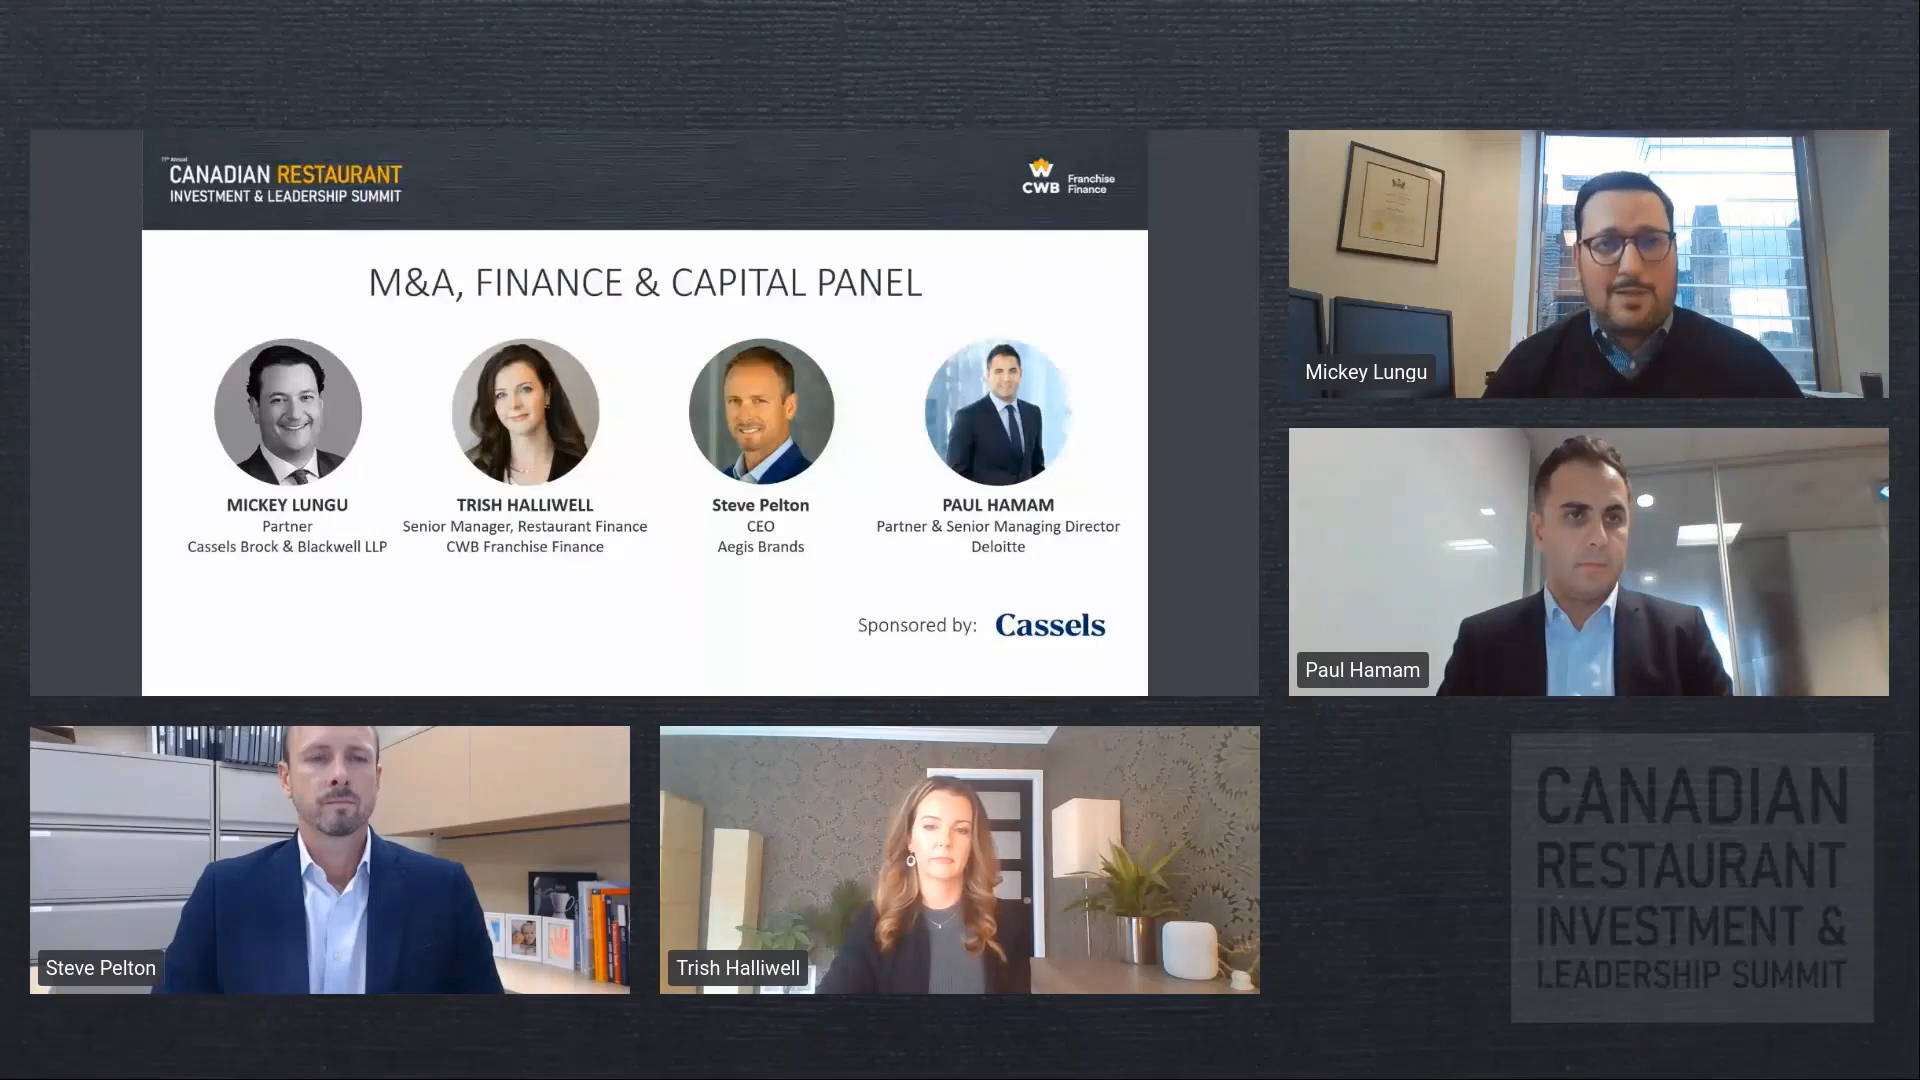 11th Annual
CANADIAN RESTAURANT
INVESTMENT & LEADERSHIP SUMMIT
CWB Franchise Finance
M&A, FINANCE & CAPITAL PANEL
MICKEY LUNGU
Partner
Cassels Brock & Blackwell LLP
TRISH HALLIWELL
Senior Manager, Restaurant Finance
CWB Franchise Finance
Steve Pelton
CEO
Aegis Brands
PAUL HAMAM
Partner & Senior Managing Director
Deloitte
Sponsored by: Cassels
Mickey Lungu
Paul Hamam
Steve Pelton
Trish Halliwell
CANADIAN
RESTAURANT
INVESTMENT &
LEADERSHIP SUMMIT